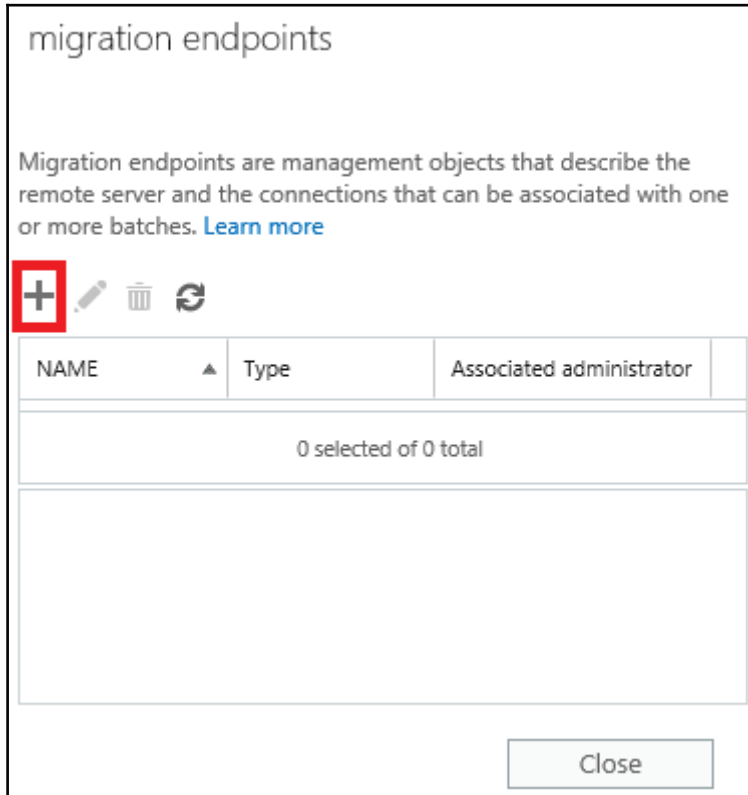 migration endpoints
Migration endpoints are management objects that describe the
remote server and the connections that can be associated with one
or more batches. Learn more
NAME Type Associated administrator
0 selected of 0 total
Close